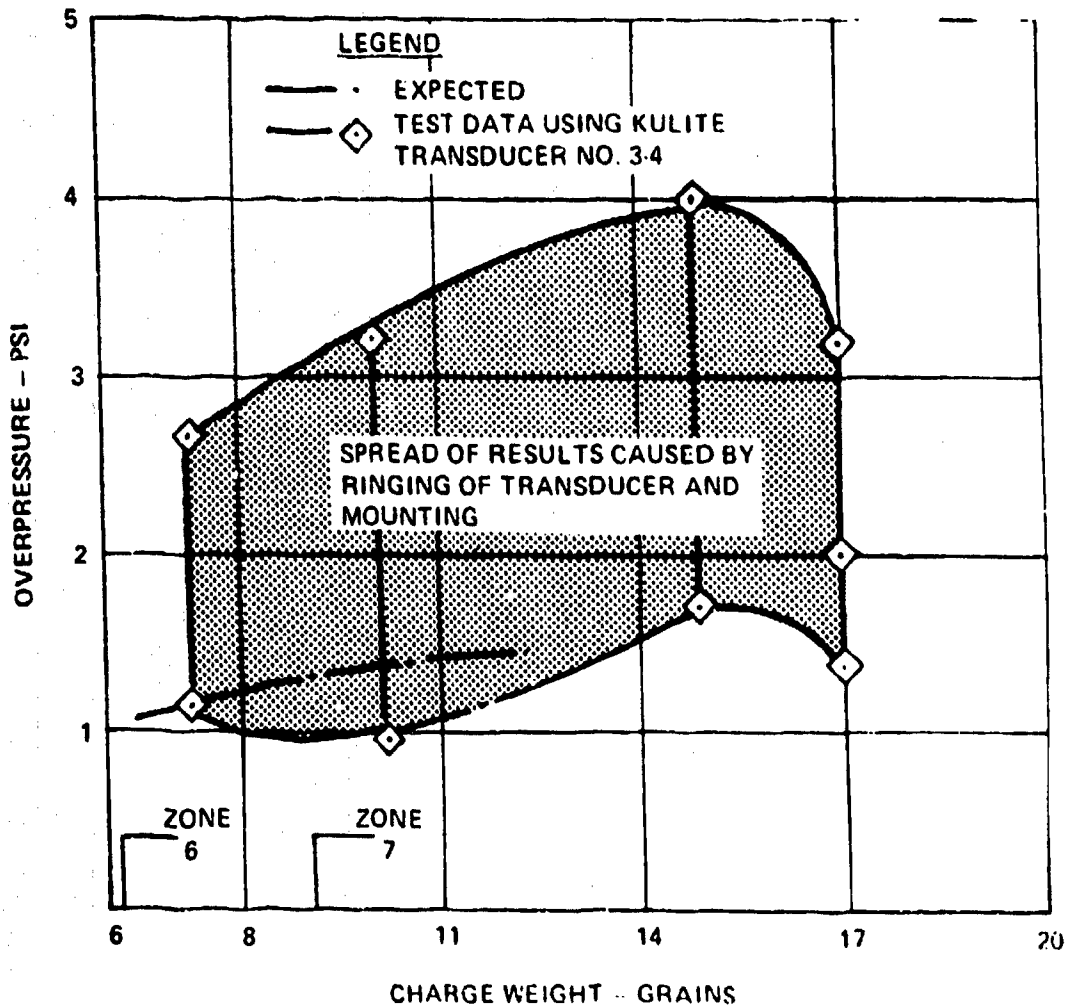 5
LEGEND
EXPECTED
TEST DATA USING KULITE
TRANSDUCER NO. 3-4
4
3
2
1
OVERPRESSURE – PSI
SPREAD OF RESULTS CAUSED BY
RINGING OF TRANSDUCER AND
MOUNTING
ZONE
6
ZONE
7
6 8 11 14 17 20
CHARGE WEIGHT -- GRAINS